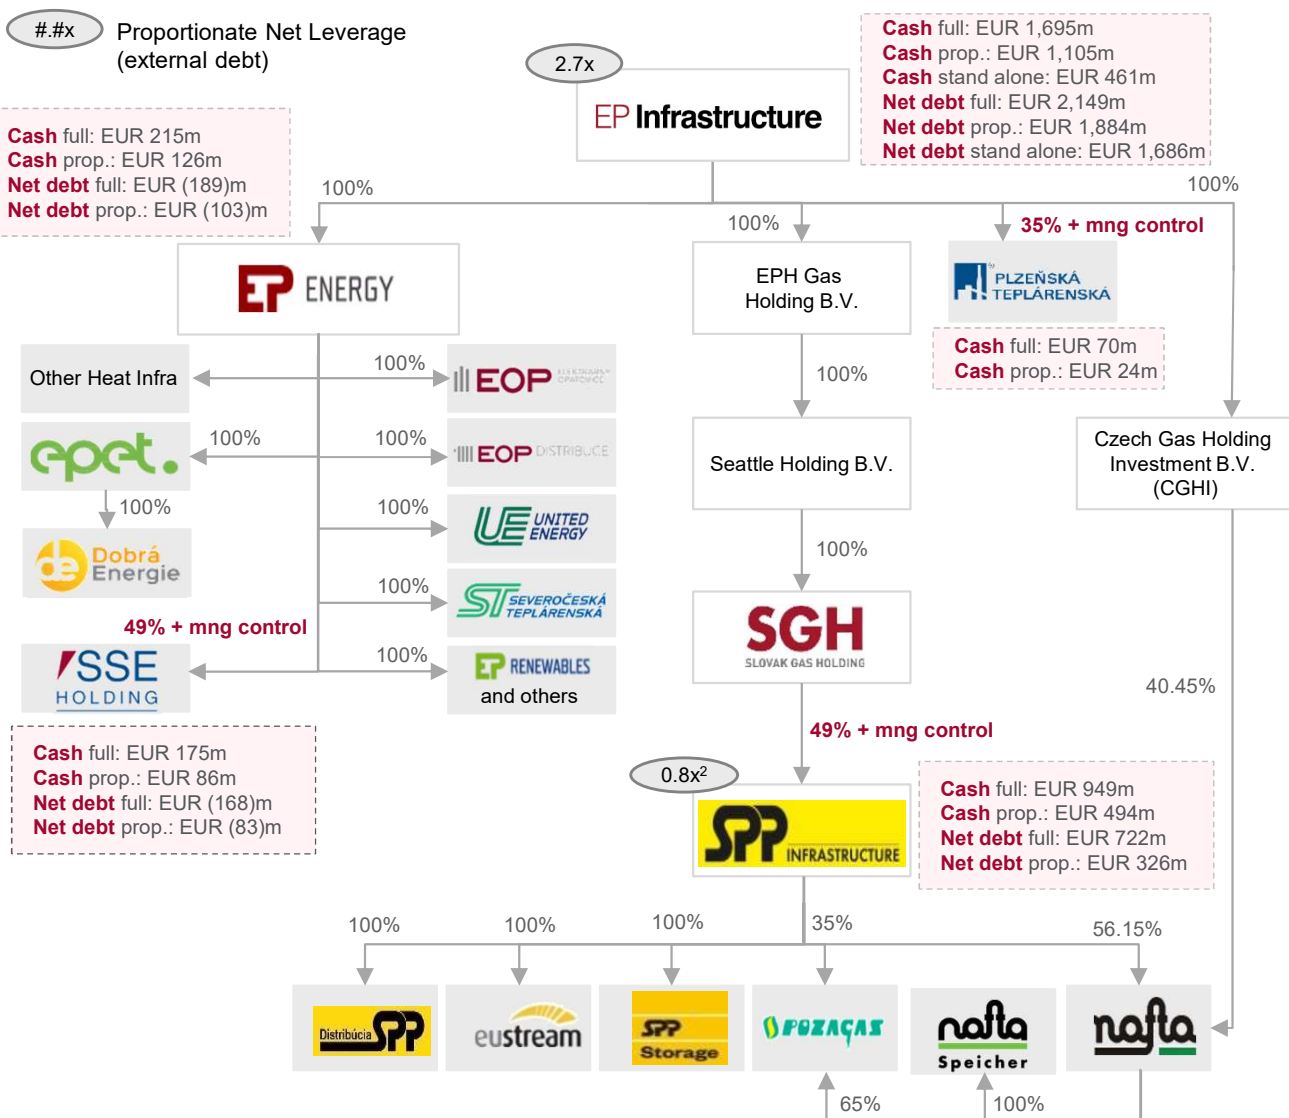 #.#x
Proportionate Net Leverage
(external debt)
2.7x
EP Infrastructure
Cash full: EUR 1,695m
Cash prop.: EUR 1,105m
Cash stand alone: EUR 461m
Net debt full: EUR 2,149m
Net debt prop.: EUR 1,884m
Net debt stand alone: EUR 1,686m
Cash full: EUR 215m
Cash prop.: EUR 126m
Net debt full: EUR (189)m
Net debt prop.: EUR (103)m
100%
100%
100%
35% + mng control
EP ENERGY
EPH Gas
Holding B.V.
PLZEŇSKÁ
TEPLÁRENSKÁ
Cash full: EUR 70m
Cash prop.: EUR 24m
Other Heat Infra
100%
EOP
ELEKTRÁRNY
OPATOVICE
100%
epet.
100%
100%
EOP DISTRIBUCE
Seattle Holding B.V.
Czech Gas Holding
Investment B.V.
(CGHI)
100%
100%
UE UNITED
ENERGY
de Dobrá
Energie
100%
100%
ST SEVEROČESKÁ
TEPLÁRENSKÁ
SGH
SLOVAK GAS HOLDING
49% + mng control
SSE
HOLDING
100%
EP RENEWABLES
and others
40.45%
49% + mng control
Cash full: EUR 175m
Cash prop.: EUR 86m
Net debt full: EUR (168)m
Net debt prop.: EUR (83)m
0.8x²
SPP
INFRASTRUCTURE
Cash full: EUR 949m
Cash prop.: EUR 494m
Net debt full: EUR 722m
Net debt prop.: EUR 326m
100%
100%
100%
35%
56.15%
Distribúcia SPP
eustream
SPP
Storage
POZAGAS
nafta
Speicher
nafta
65%
100%